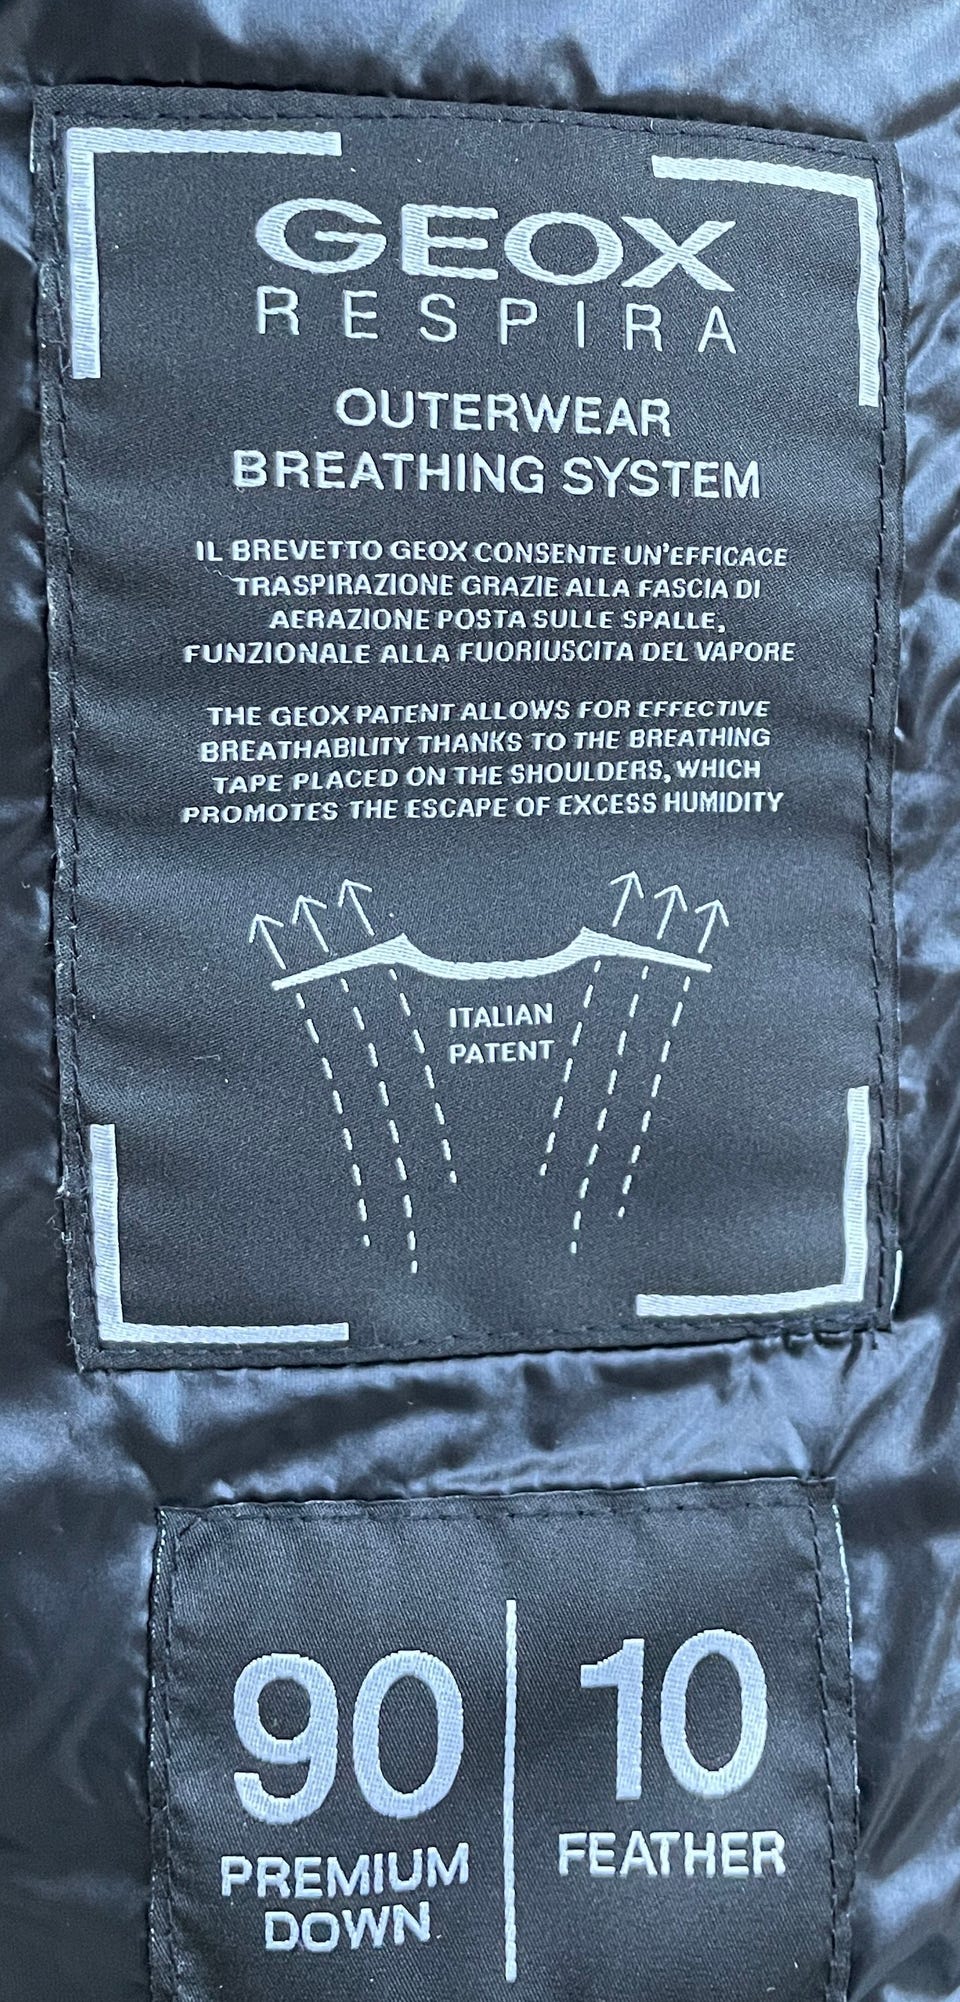 GEOX
RESPIRA
OUTERWEAR
BREATHING SYSTEM
IL BREVETTO GEOX CONSENTE UN'EFFICACE
TRASPIRAZIONE GRAZIE ALLA FASCIA DI
AERAZIONE POSTA SULLE SPALLE,
FUNZIONALE ALLA FUORIUSCITA DEL VAPORE
THE GEOX PATENT ALLOWS FOR EFFECTIVE
BREATHABILITY THANKS TO THE BREATHING
TAPE PLACED ON THE SHOULDERS, WHICH
PROMOTES THE ESCAPE OF EXCESS HUMIDITY
ITALIAN
PATENT
90
PREMIUM
DOWN
10
FEATHER